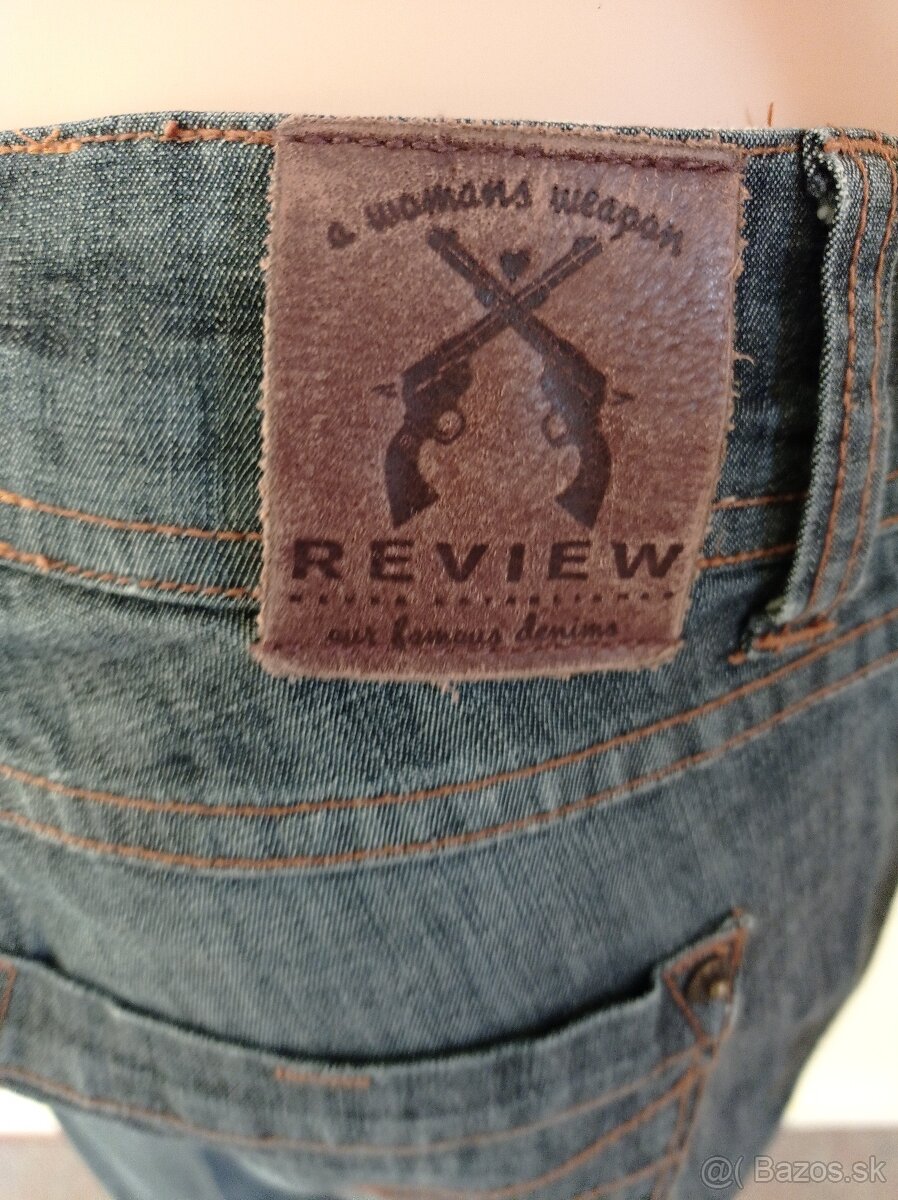 a womans weapon
REVIEW
our famous denims
@( Bazos.sk